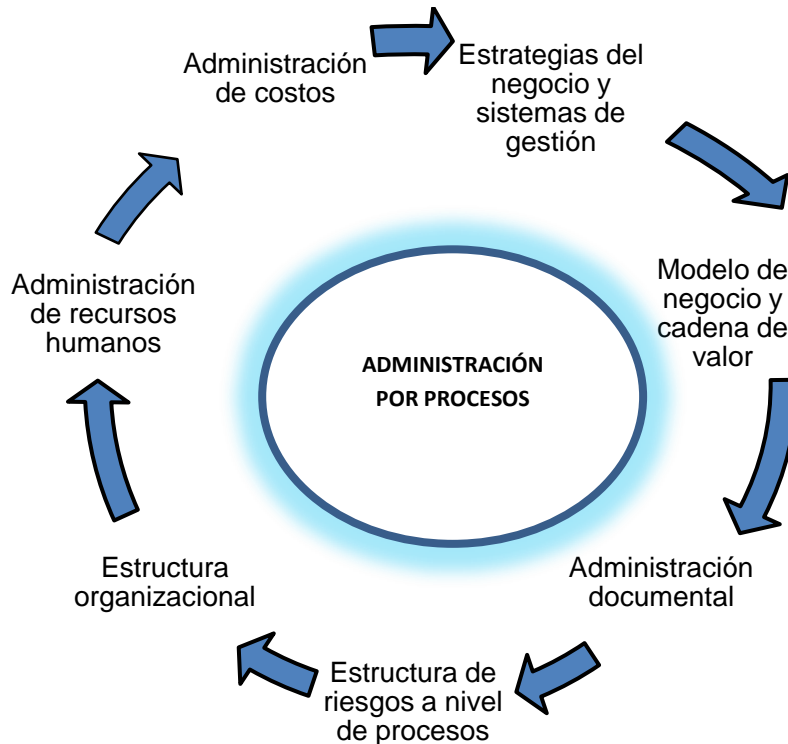 Administración
de costos
Estrategias del
negocio y
sistemas de
gestión
Modelo de
negocio y
cadena de
valor
Administración
documental
Estructura de
riesgos a nivel
de procesos
Estructura
organizacional
Administración
de recursos
humanos
ADMINISTRACIÓN
POR PROCESOS